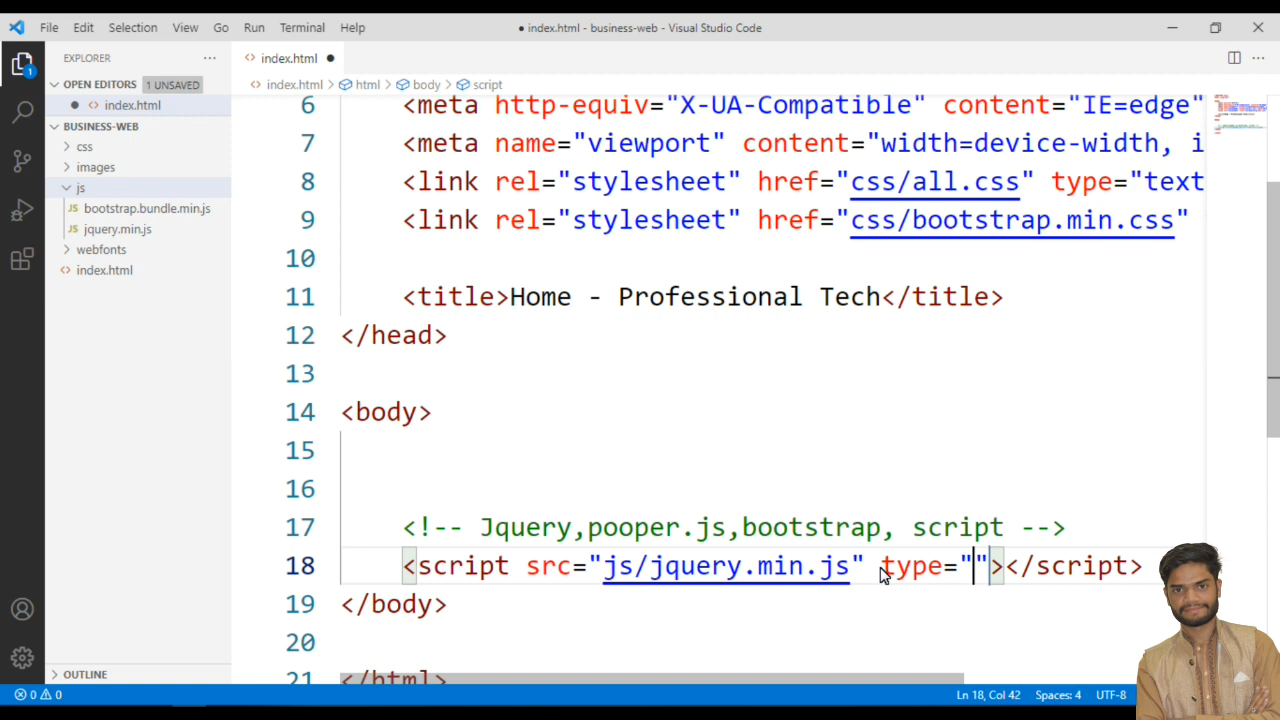 File Edit Selection View Go Run Terminal Help
● index.html - business-web - Visual Studio Code
EXPLORER
OPEN EDITORS 1 UNSAVED
index.html
BUSINESS-WEB
css
images
js
bootstrap.bundle.min.js
jquery.min.js
webfonts
index.html
OUTLINE
index.html
index.html > html > body > script
6 <meta http-equiv="X-UA-Compatible" content="IE=edge"
7 <meta name="viewport" content="width=device-width, i
8 <link rel="stylesheet" href="css/all.css" type="text
9 <link rel="stylesheet" href="css/bootstrap.min.css"
10
11 <title>Home - Professional Tech</title>
12 </head>
13
14 <body>
15
16
17 <!-- Jquery,pooper.js,bootstrap, script -->
18 <script src="js/jquery.min.js" type=""></script>
19 </body>
20
21 </html>
0 0
Ln 18, Col 42 Spaces: 4 UTF-8
1